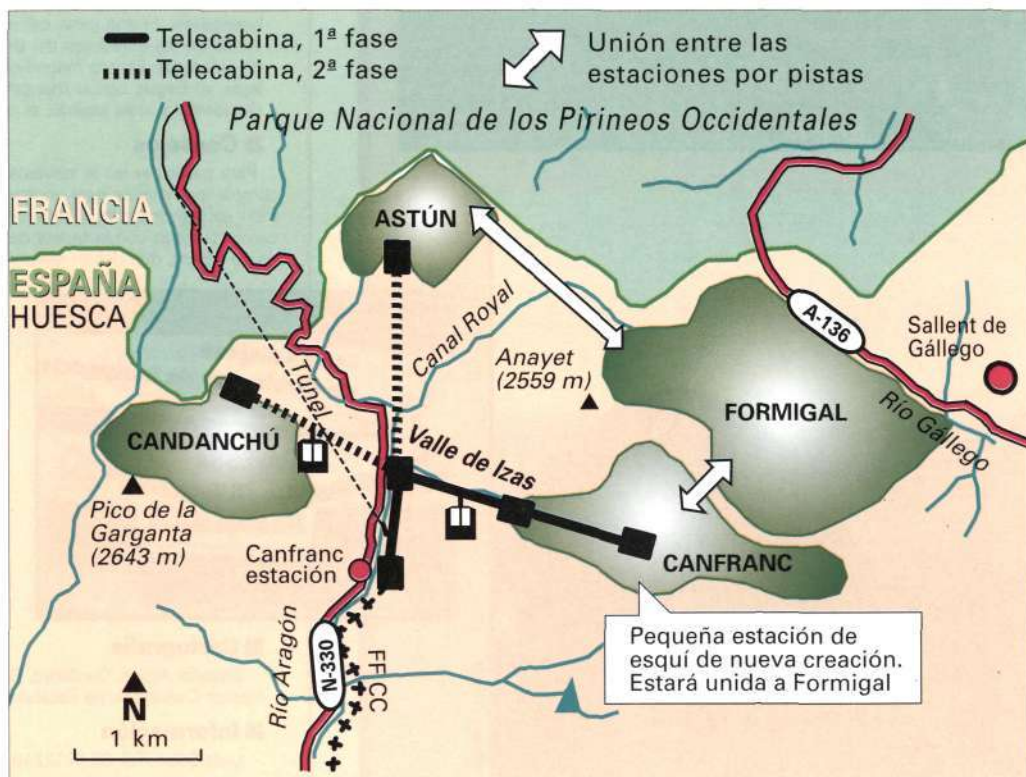 Telecabina, 1ª fase
Telecabina, 2ª fase
Unión entre las
estaciones por pistas
Parque Nacional de los Pirineos Occidentales
FRANCIA
ESPAÑA
HUESCA
ASTÚN
Canal Royal
Anayet
(2559 m)
A-136
Sallent de
Gállego
Río Gállego
FORMIGAL
Tunel
CANDANCHÚ
Valle de Izas
Pico de la
Garganta
(2643 m)
Canfranc
estación
CANFRANC
Río Aragón
N-330
FF CC
Pequeña estación de
esquí de nueva creación.
Estará unida a Formigal
N
1 km